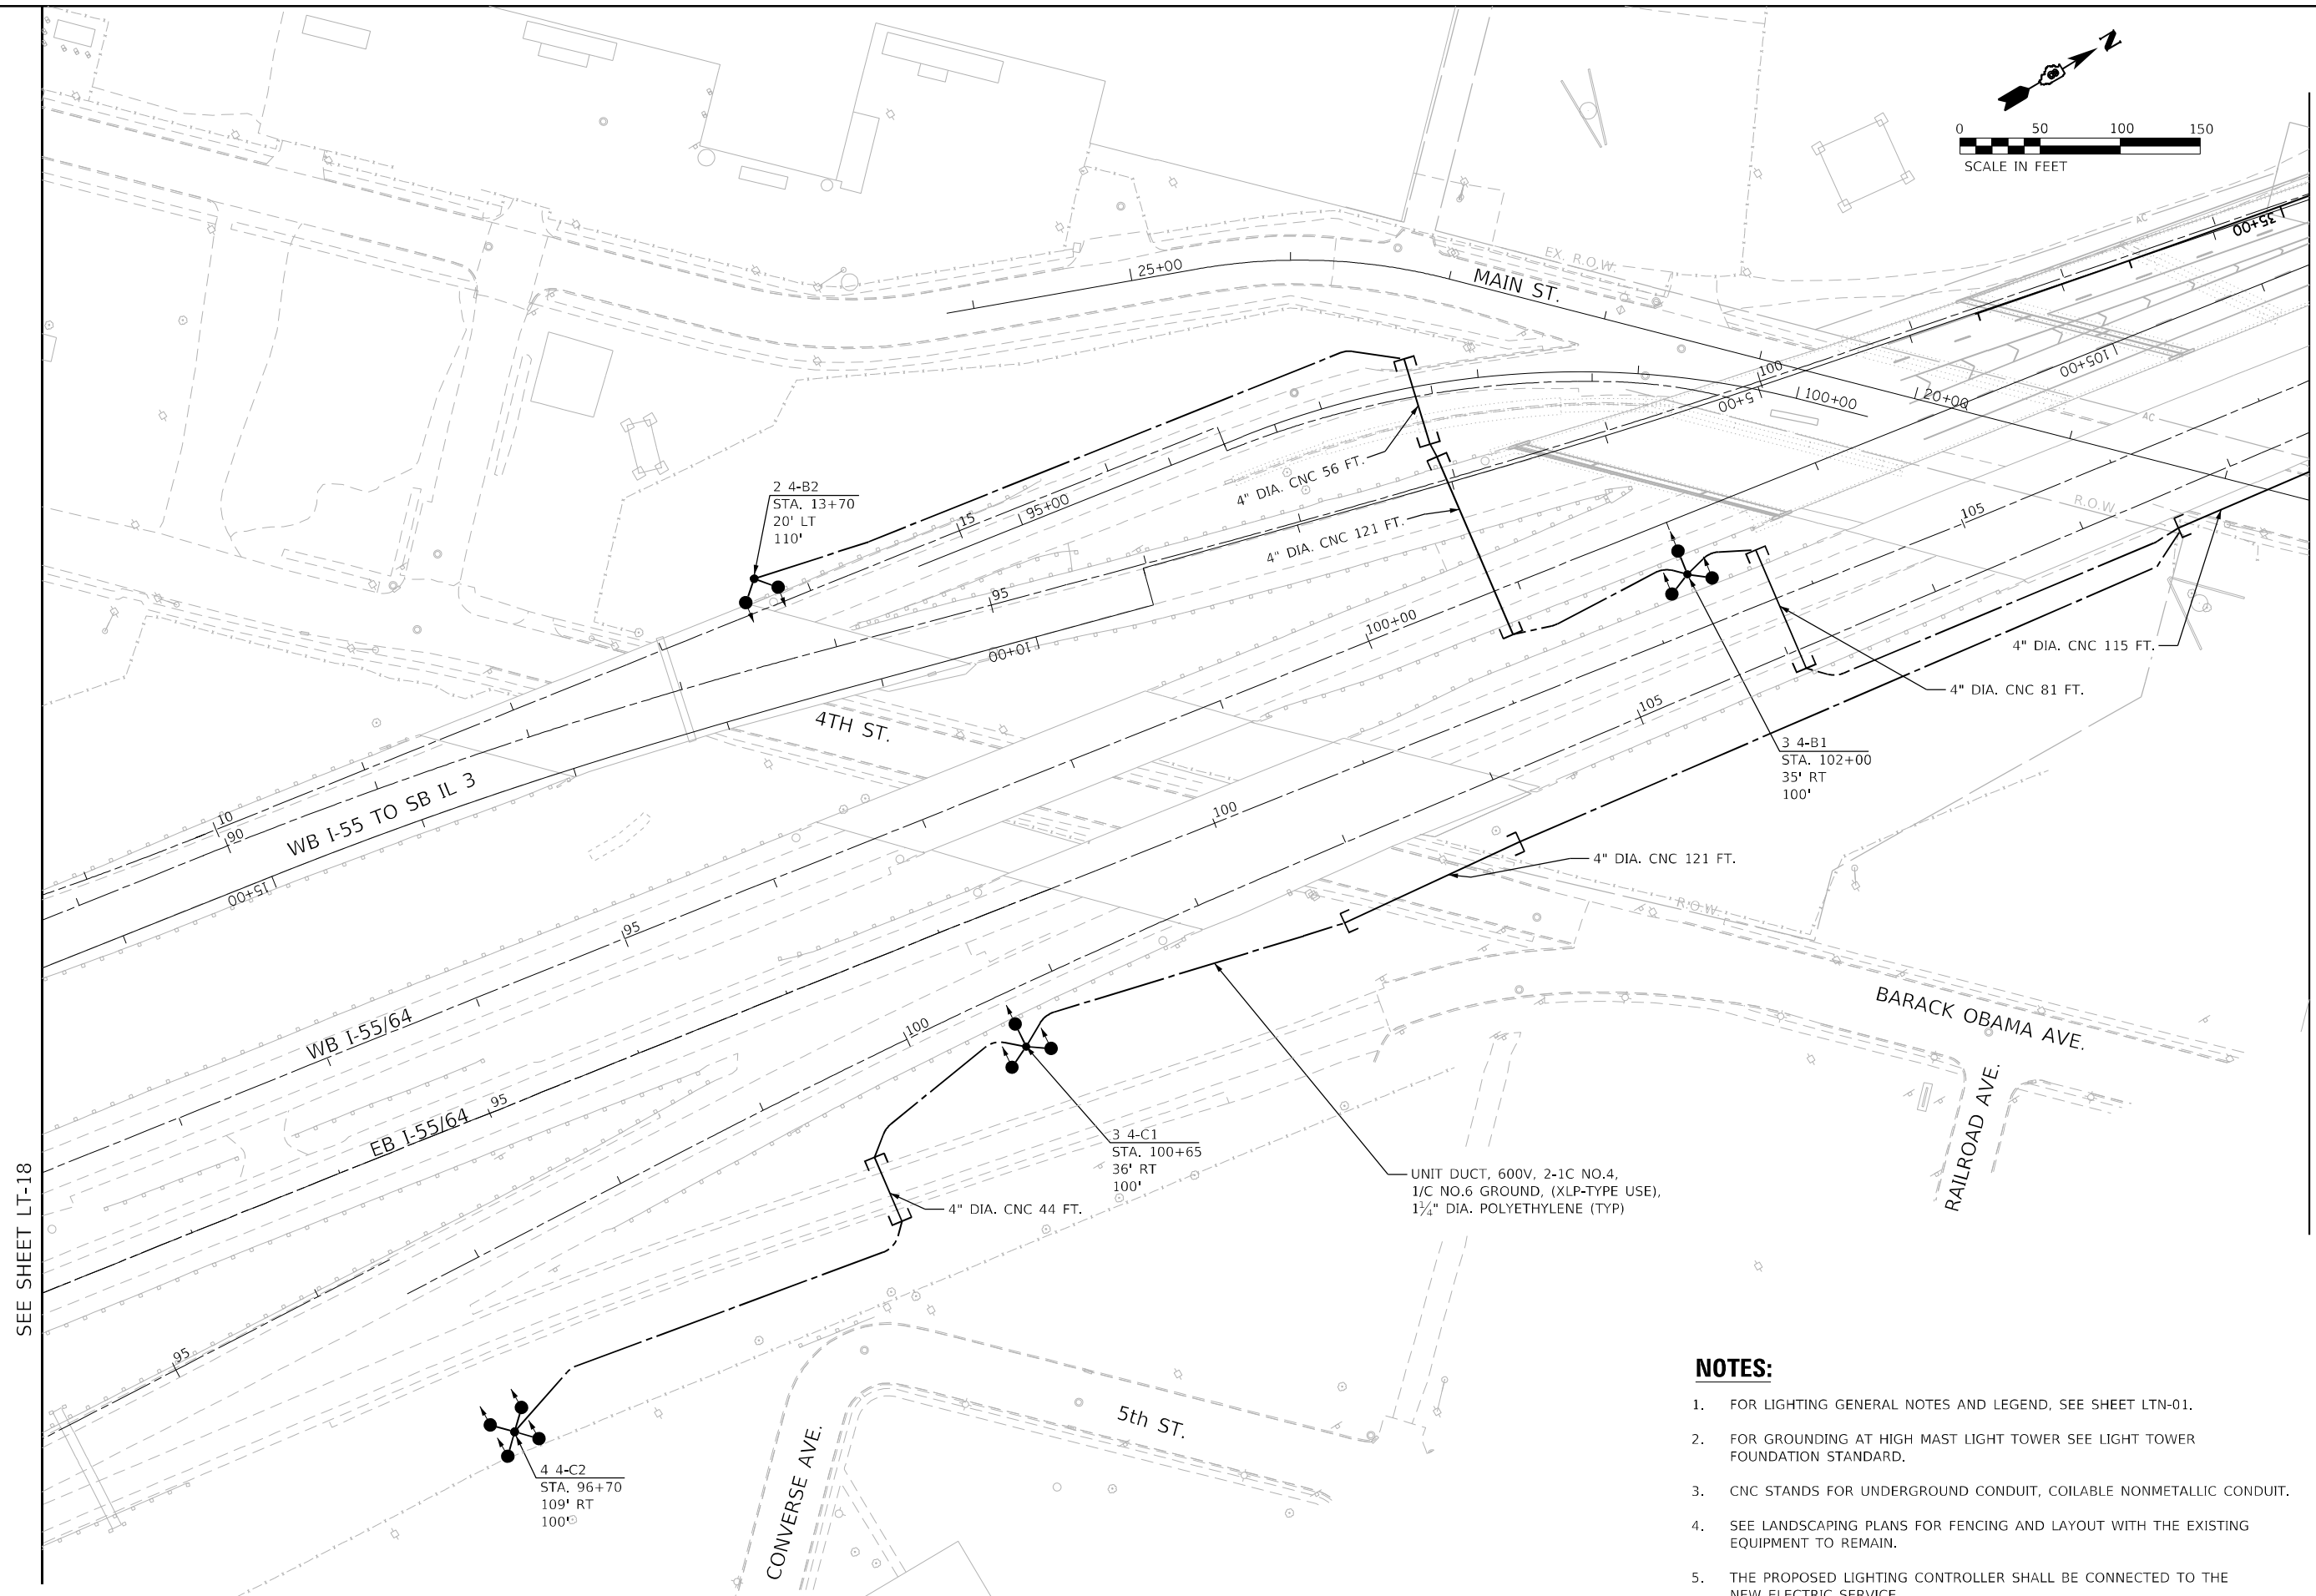 N
0 50 100 150
SCALE IN FEET
35+00
AC
EX. R.O.W.
25+00
MAIN ST.
105+00
100
5+00
100+00
20+00
AC
4" DIA. CNC 56 FT.
2 4-B2
STA. 13+70
20' LT
110'
15
95+00
4" DIA. CNC 121 FT.
R.O.W.
105
95
100+00
10+00
4" DIA. CNC 115 FT.
4" DIA. CNC 81 FT.
4TH ST.
105
3 4-B1
STA. 102+00
35' RT
100'
10
90
WB I-55 TO SB IL 3
100
4" DIA. CNC 121 FT.
15+00
95
R.O.W.
WB I-55/64
100
BARACK OBAMA AVE.
EB I-55/64
95
3 4-C1
STA. 100+65
36' RT
100'
RAILROAD AVE.
UNIT DUCT, 600V, 2-1C NO.4,
1/C NO.6 GROUND, (XLP-TYPE USE),
1¼" DIA. POLYETHYLENE (TYP)
4" DIA. CNC 44 FT.
SEE SHEET LT-18
95
5th ST.
CONVERSE AVE.
4 4-C2
STA. 96+70
109' RT
100'
NOTES:
1. FOR LIGHTING GENERAL NOTES AND LEGEND, SEE SHEET LTN-01.
2. FOR GROUNDING AT HIGH MAST LIGHT TOWER SEE LIGHT TOWER
FOUNDATION STANDARD.
3. CNC STANDS FOR UNDERGROUND CONDUIT, COILABLE NONMETALLIC CONDUIT.
4. SEE LANDSCAPING PLANS FOR FENCING AND LAYOUT WITH THE EXISTING
EQUIPMENT TO REMAIN.
5. THE PROPOSED LIGHTING CONTROLLER SHALL BE CONNECTED TO THE
NEW ELECTRIC SERVICE